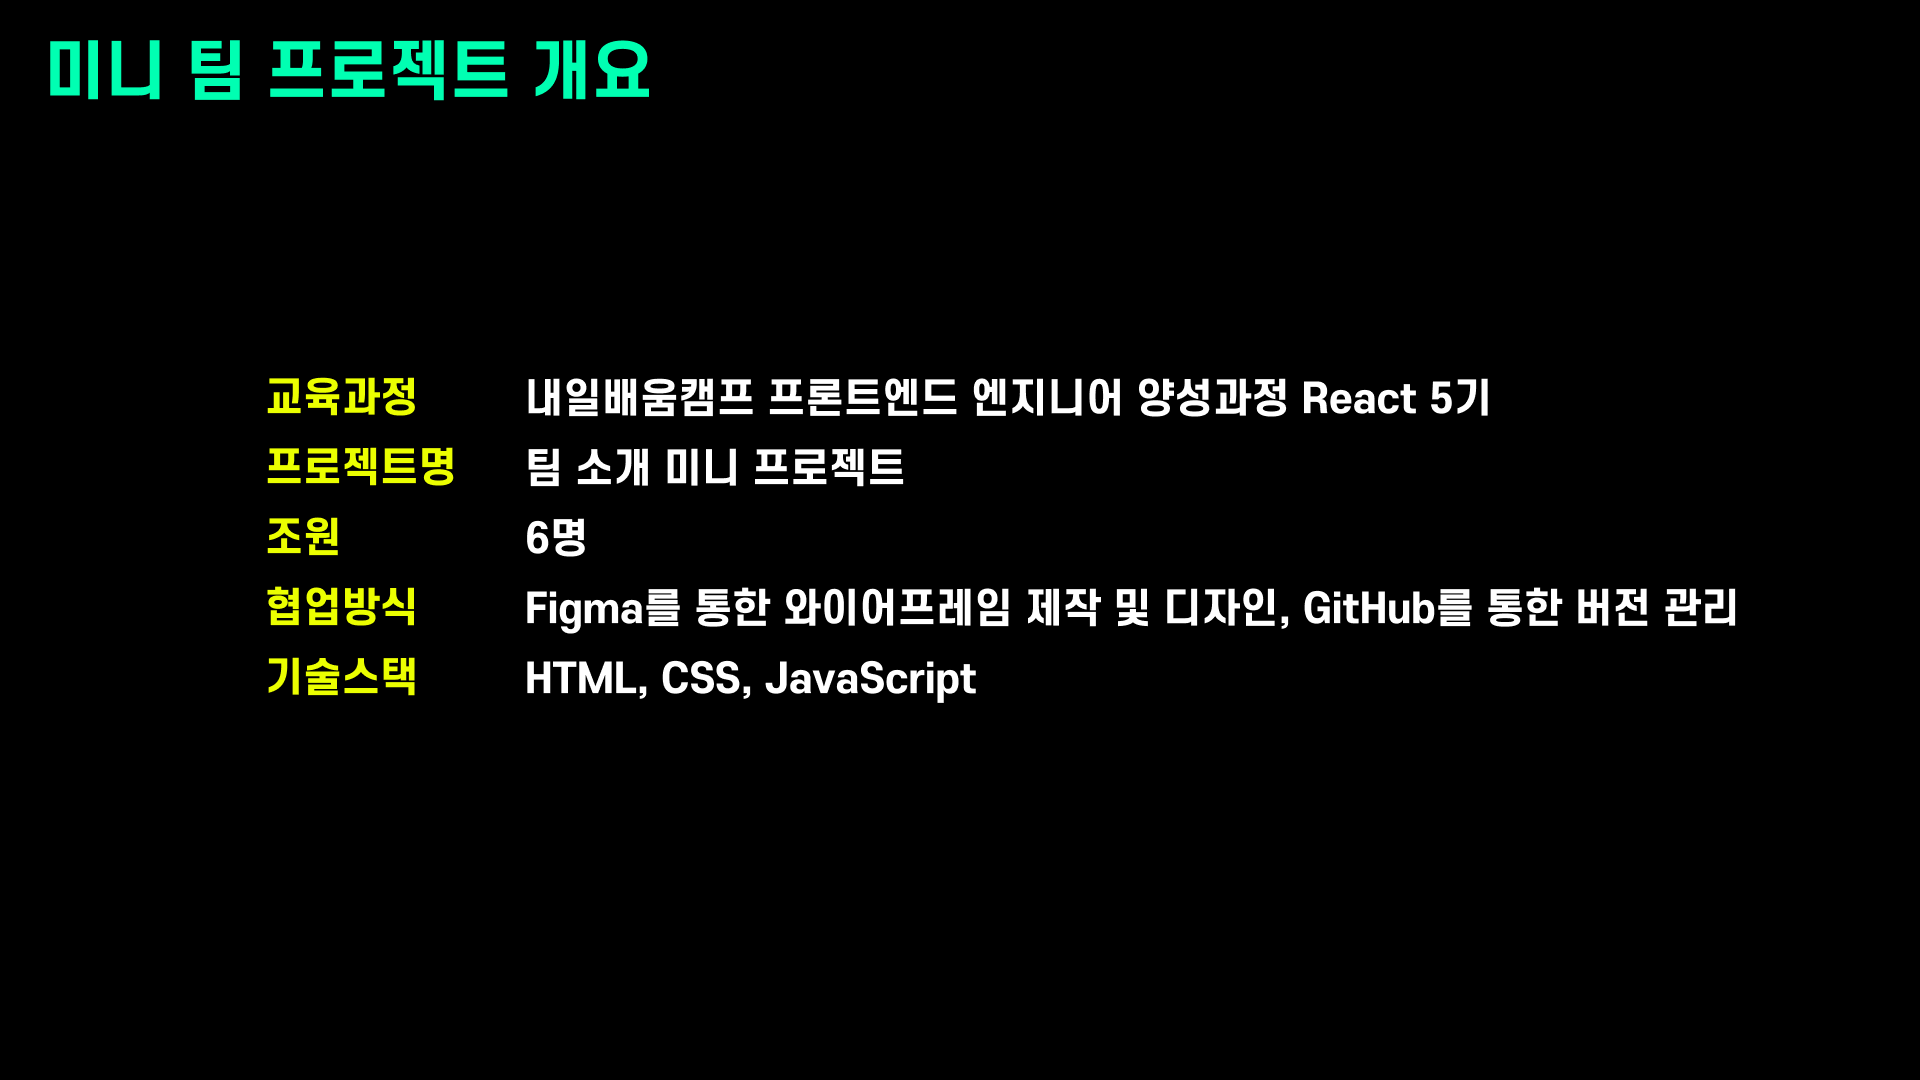 미니 팀 프로젝트 개요
교육과정 내일배움캠프 프론트엔드 엔지니어 양성과정 React 5기
프로젝트명 팀 소개 미니 프로젝트
조원 6명
협업방식 Figma를 통한 와이어프레임 제작 및 디자인, GitHub를 통한 버전 관리
기술스택 HTML, CSS, JavaScript